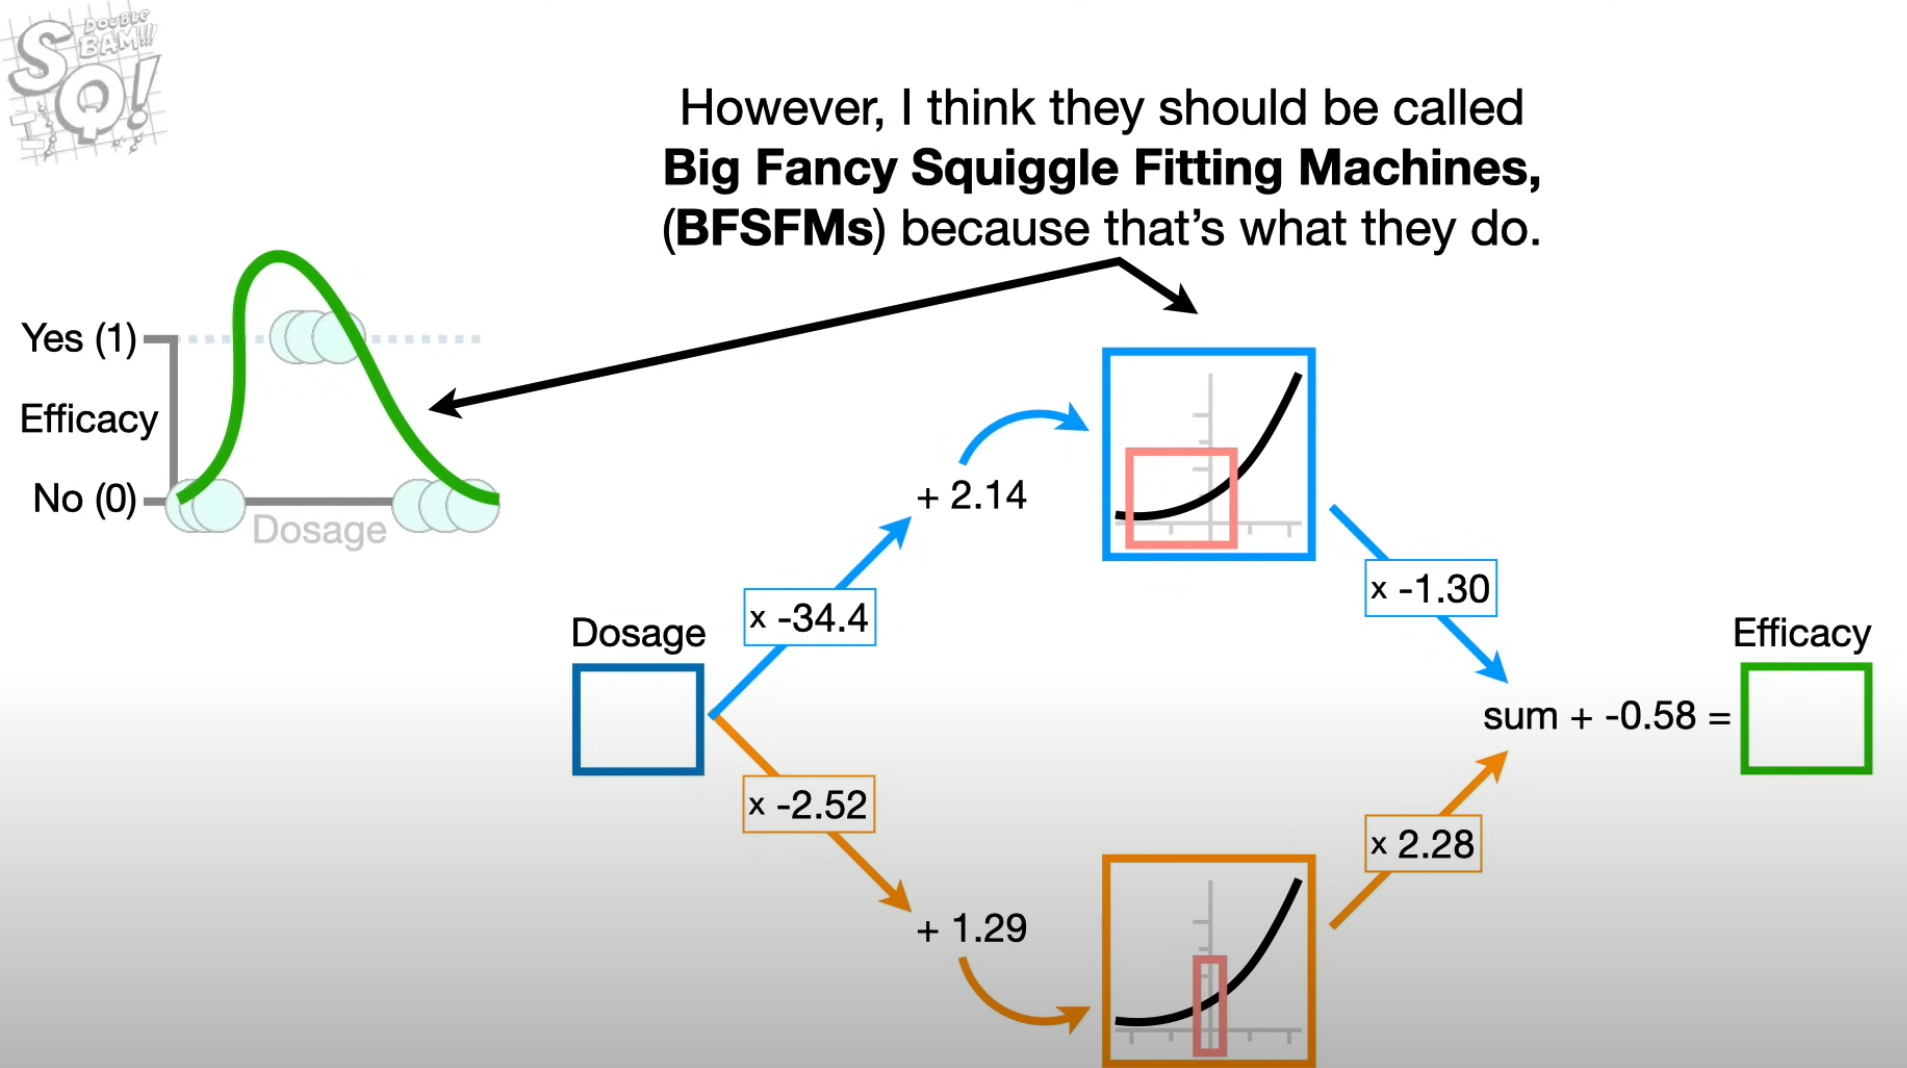 DOUBLE
BAM!!!
SQ!
However, I think they should be called
Big Fancy Squiggle Fitting Machines,
(BFSFMs) because that’s what they do.
Yes (1)
Efficacy
No (0)
Dosage
+ 2.14
x -34.4
x -1.30
Dosage
Efficacy
sum + -0.58 =
x -2.52
x 2.28
+ 1.29